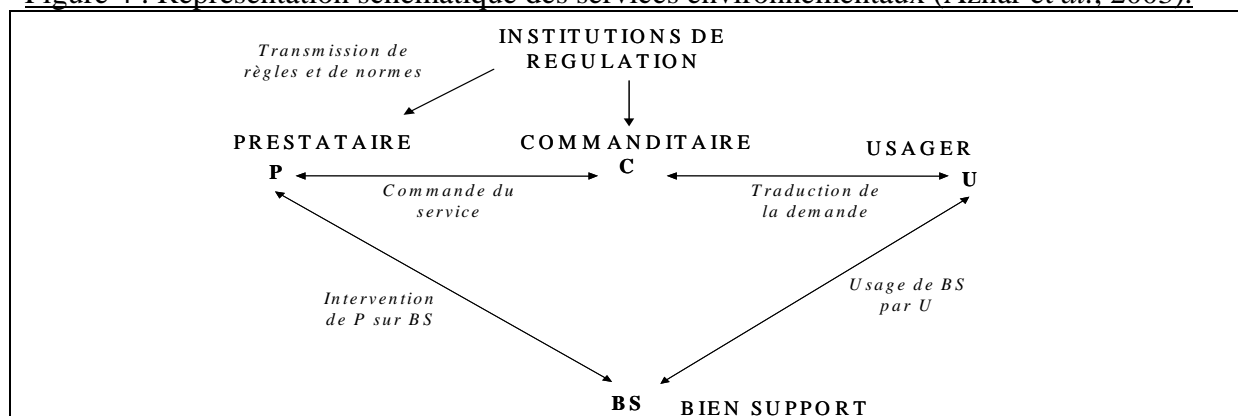 Figure 4 : Représentation schématique des services environnementaux (Aznar et al., 2005).
INSTITUTIONS DE
REGULATION
Transmission de
règles et de normes
PRESTATAIRE
P
COMMANDITAIRE
C
USAGER
U
Commande du
service
Traduction de
la demande
Intervention
de P sur BS
Usage de BS
par U
BS BIEN SUPPORT